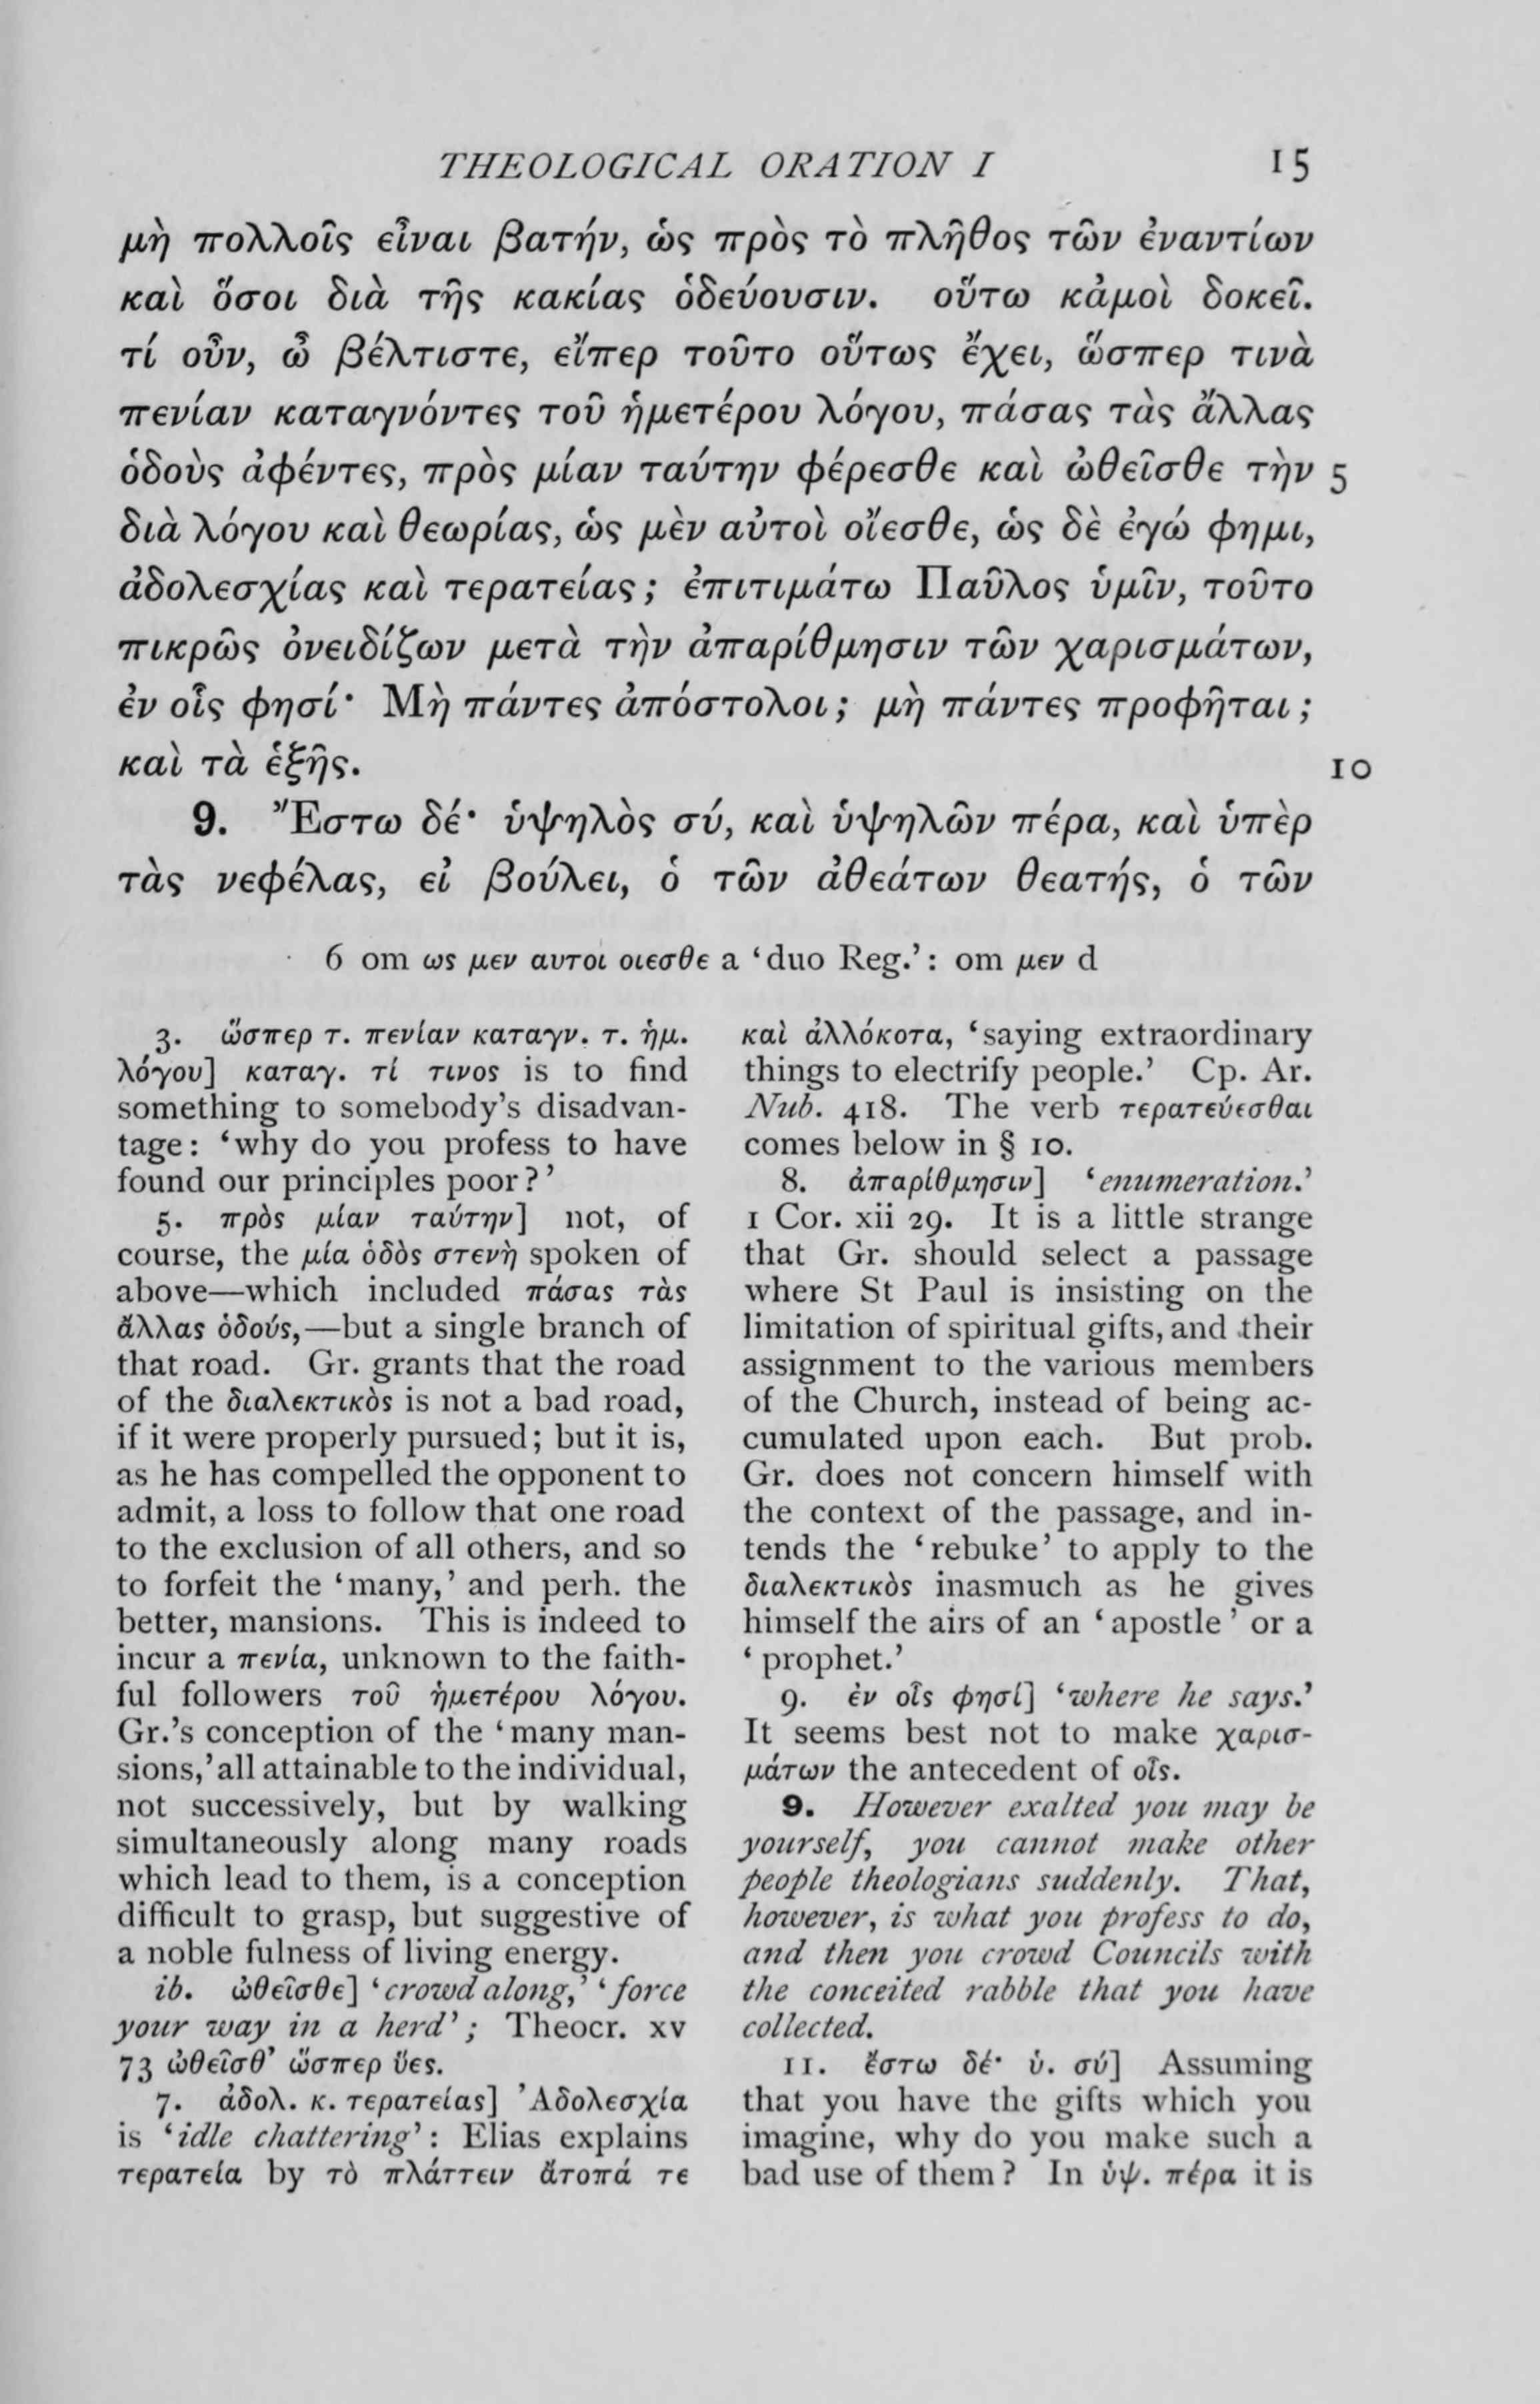 THEOLOGICAL ORATION I 15
μὴ πολλοῖς εἶναι βατήν, ὡς πρὸς τὸ πλῆθος τῶν ἐναντίων
καὶ ὅσοι διὰ τῆς κακίας ὁδεύουσιν. οὕτω κἀμοὶ δοκεῖ.
τί οὖν, ὦ βέλτιστε, εἴπερ τοῦτο οὕτως ἔχει, ὥσπερ τινὰ
πενίαν καταγνόντες τοῦ ἡμετέρου λόγου, πάσας τὰς ἄλλας
ὁδοὺς ἀφέντες, πρὸς μίαν ταύτην φέρεσθε καὶ ὠθεῖσθε τὴν 5
διὰ λόγου καὶ θεωρίας, ὡς μὲν αὐτοὶ οἴεσθε, ὡς δὲ ἐγώ φημι,
ἀδολεσχίας καὶ τερατείας; ἐπιτιμάτω Παῦλος ὑμῖν, τοῦτο
πικρῶς ὀνειδίζων μετὰ τὴν ἀπαρίθμησιν τῶν χαρισμάτων,
ἐν οἷς φησί· Μὴ πάντες ἀπόστολοι; μὴ πάντες προφῆται;
καὶ τὰ ἑξῆς. 10
9. Ἔστω δέ· ὑψηλὸς σύ, καὶ ὑψηλῶν πέρα, καὶ ὑπὲρ
τὰς νεφέλας, εἰ βούλει, ὁ τῶν ἀθεάτων θεατής, ὁ τῶν
6 om ως μεν αυτοι οιεσθε a ‘duo Reg.’: om μεν d
3. ὥσπερ τ. πενίαν καταγν. τ. ἡμ.
λόγου] καταγ. τί τινος is to find
something to somebody's disadvan-
tage: ‘why do you profess to have
found our principles poor?’
5. πρὸς μίαν ταύτην] not, of
course, the μία ὁδὸς στενὴ spoken of
above—which included πάσας τὰς
ἄλλας ὁδούς,—but a single branch of
that road. Gr. grants that the road
of the διαλεκτικὸς is not a bad road,
if it were properly pursued; but it is,
as he has compelled the opponent to
admit, a loss to follow that one road
to the exclusion of all others, and so
to forfeit the ‘many,’ and perh. the
better, mansions. This is indeed to
incur a πενία, unknown to the faith-
ful followers τοῦ ἡμετέρου λόγου.
Gr.'s conception of the ‘many man-
sions,’ all attainable to the individual,
not successively, but by walking
simultaneously along many roads
which lead to them, is a conception
difficult to grasp, but suggestive of
a noble fulness of living energy.
ib. ὠθεῖσθε] ‘crowd along,’ ‘force
your way in a herd’; Theocr. xv
73 ὠθεῖσθ’ ὥσπερ ὕες.
7. ἀδολ. κ. τερατείας] Ἀδολεσχία
is ‘idle chattering’: Elias explains
τερατεία by τὸ πλάττειν ἄτοπά τε
καὶ ἀλλόκοτα, ‘saying extraordinary
things to electrify people.’ Cp. Ar.
Nub. 418. The verb τερατεύεσθαι
comes below in § 10.
8. ἀπαρίθμησιν] ‘enumeration.’
1 Cor. xii 29. It is a little strange
that Gr. should select a passage
where St Paul is insisting on the
limitation of spiritual gifts, and their
assignment to the various members
of the Church, instead of being ac-
cumulated upon each. But prob.
Gr. does not concern himself with
the context of the passage, and in-
tends the ‘rebuke’ to apply to the
διαλεκτικὸς inasmuch as he gives
himself the airs of an ‘apostle’ or a
‘prophet.’
9. ἐν οἷς φησί] ‘where he says.’
It seems best not to make χαρισ-
μάτων the antecedent of οἷς.
9. However exalted you may be
yourself, you cannot make other
people theologians suddenly. That,
however, is what you profess to do,
and then you crowd Councils with
the conceited rabble that you have
collected.
11. ἔστω δέ· ὑ. σύ] Assuming
that you have the gifts which you
imagine, why do you make such a
bad use of them? In ὑψ. πέρα it is